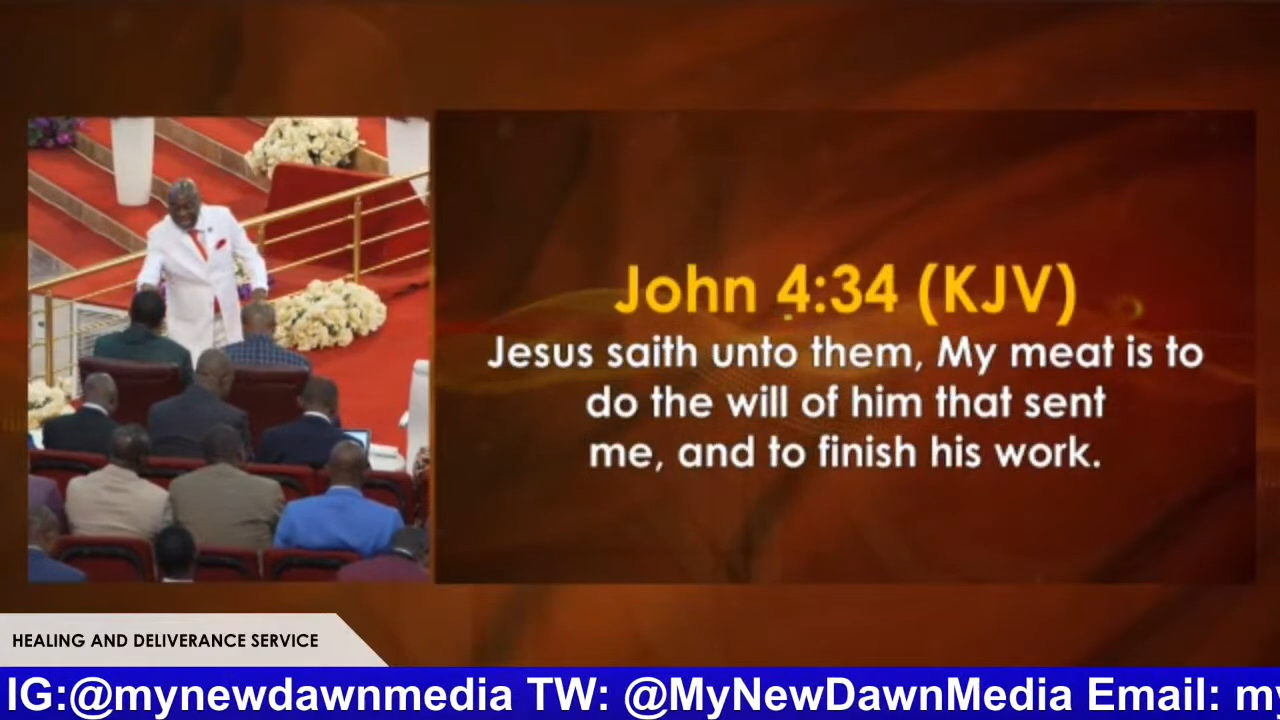 John 4:34 (KJV)
Jesus saith unto them, My meat is to
do the will of him that sent
me, and to finish his work.
HEALING AND DELIVERANCE SERVICE
IG:@mynewdawnmedia TW: @MyNewDawnMedia Email: my